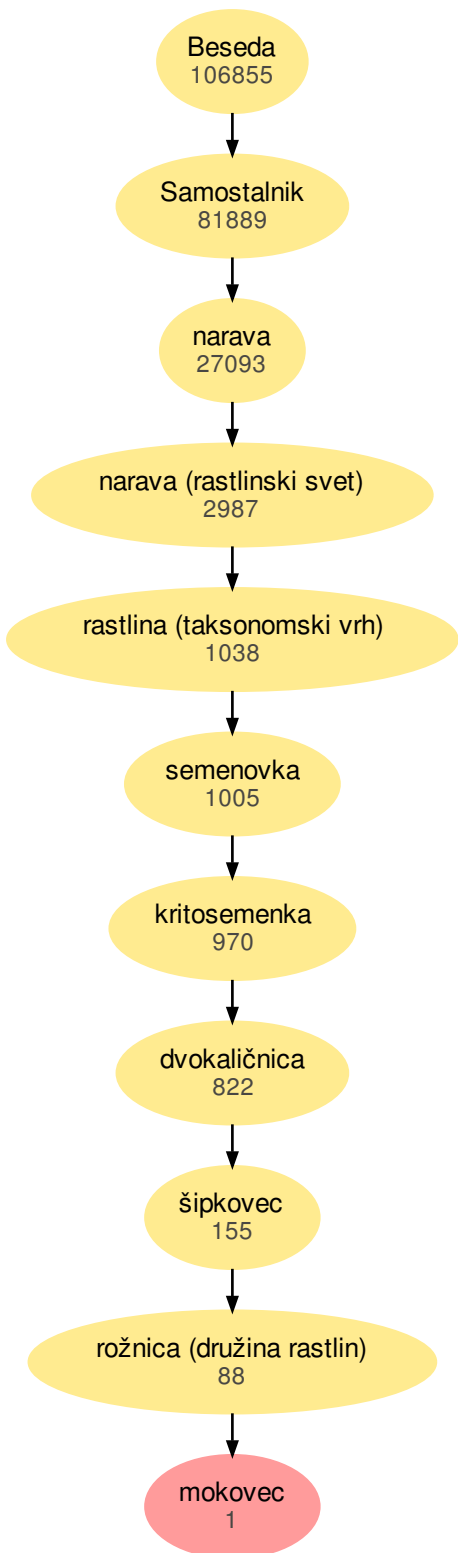 Beseda
106855
Samostalnik
81889
narava
27093
narava (rastlinski svet)
2987
rastlina (taksonomski vrh)
1038
semenovka
1005
kritosemenka
970
dvokaličnica
822
šipkovec
155
rožnica (družina rastlin)
88
mokovec
1